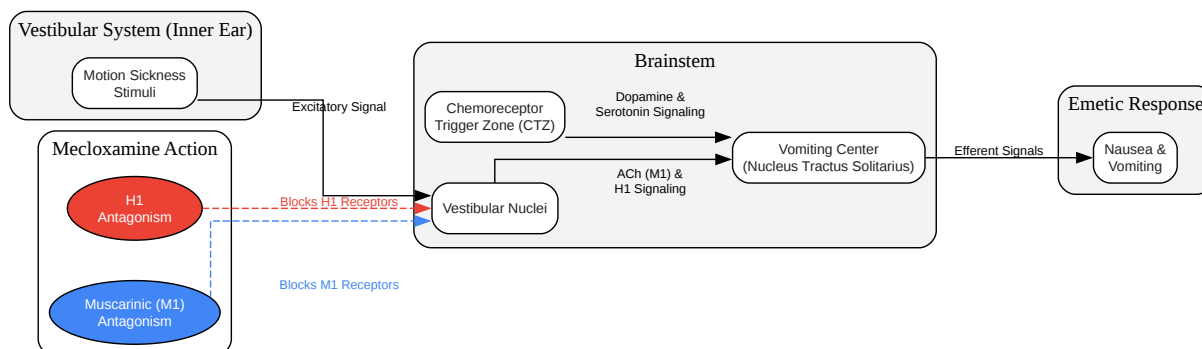 Vestibular System (Inner Ear)
Motion Sickness
Stimuli
Excitatory Signal
Mecloxamine Action
H1
Antagonism
Blocks H1 Receptors
Muscarinic (M1)
Antagonism
Blocks M1 Receptors
Brainstem
Chemoreceptor
Trigger Zone (CTZ)
Dopamine &
Serotonin Signaling
Vestibular Nuclei
ACh (M1) &
H1 Signaling
Vomiting Center
(Nucleus Tractus Solitarius)
Efferent Signals
Emetic Response
Nausea &
Vomiting